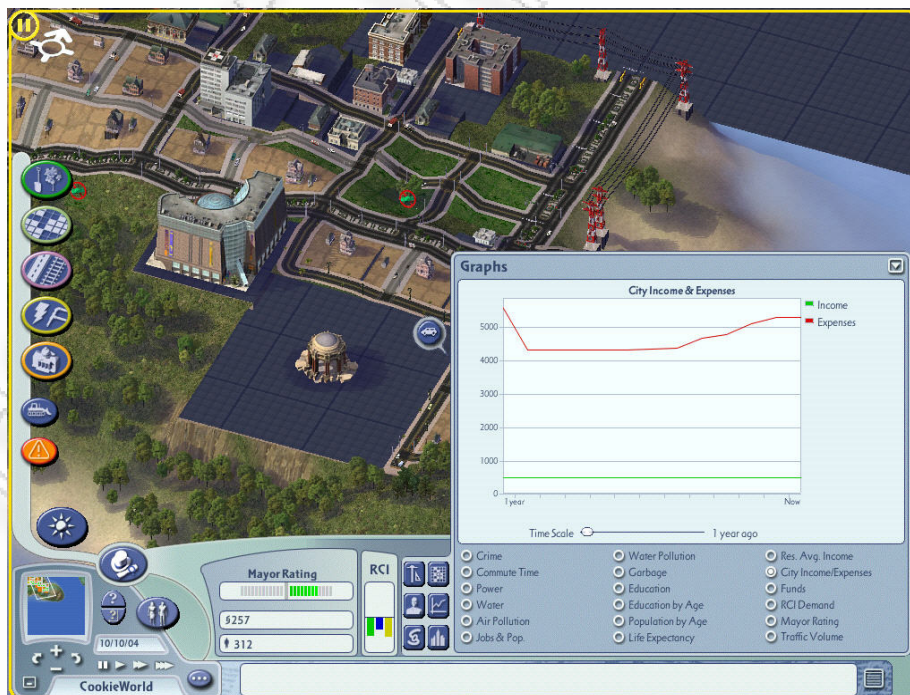 Graphs
City Income & Expenses
Income
Expenses
5000
4000
3000
2000
1000
0
1 year
Now
Time Scale
1 year ago
Crime
Water Pollution
Res. Avg. Income
Commute Time
Garbage
City Income/Expenses
Power
Education
Funds
Water
Education by Age
RCI Demand
Air Pollution
Population by Age
Mayor Rating
Jobs & Pop.
Life Expectancy
Traffic Volume
Mayor Rating
RCI
§257
312
?
?
10/10/04
CookieWorld